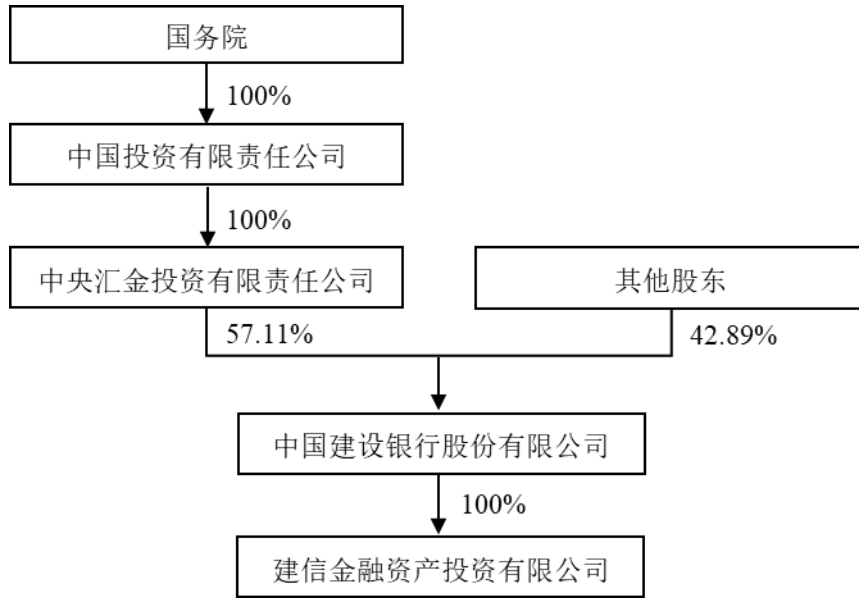 国务院
100%
中国投资有限责任公司
100%
中央汇金投资有限责任公司
其他股东
57.11%
42.89%
中国建设银行股份有限公司
100%
建信金融资产投资有限公司